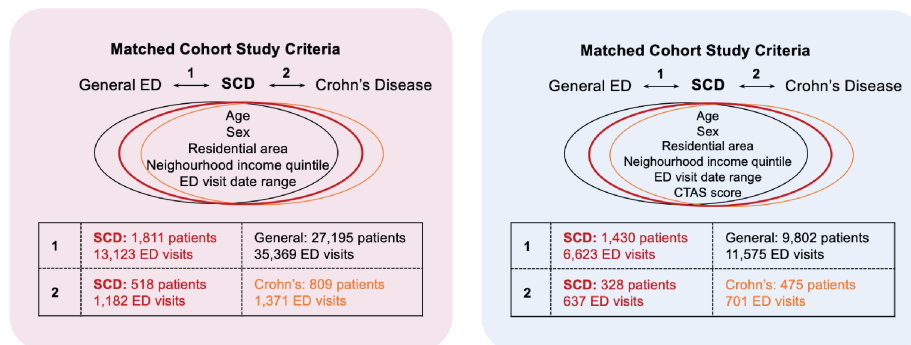 Matched Cohort Study Criteria
1 2
General ED SCD Crohn's Disease
Age
Sex
Residential area
Neighourhood income quintile
ED visit date range
1
SCD: 1,811 patients
13,123 ED visits
General: 27,195 patients
35,369 ED visits
2
SCD: 518 patients
1,182 ED visits
Crohn's: 809 patients
1,371 ED visits
Matched Cohort Study Criteria
1 2
General ED SCD Crohn's Disease
Age
Sex
Residential area
Neighourhood income quintile
ED visit date range
CTAS score
1
SCD: 1,430 patients
6,623 ED visits
General: 9,802 patients
11,575 ED visits
2
SCD: 328 patients
637 ED visits
Crohn's: 475 patients
701 ED visits